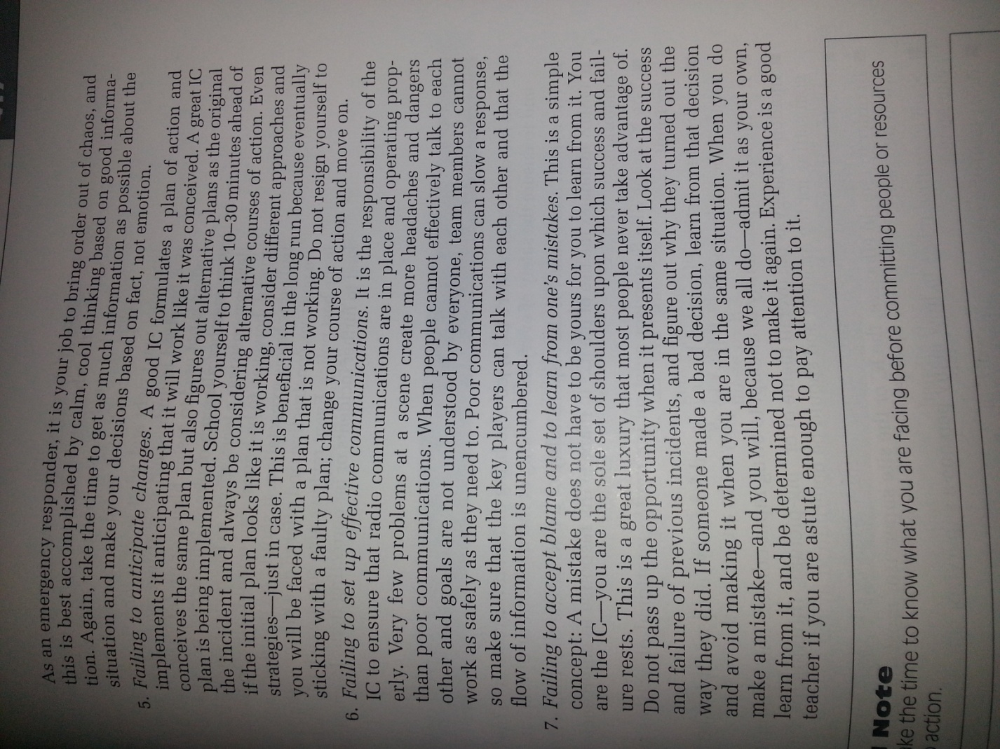 As an emergency responder, it is your job to bring order out of chaos, and
this is best accomplished by calm, cool thinking based on good informa-
tion. Again, take the time to get as much information as possible about the
situation and make your decisions based on fact, not emotion.
5. Failing to anticipate changes. A good IC formulates a plan of action and
implements it anticipating that it will work like it was conceived. A great IC
conceives the same plan but also figures out alternative plans as the original
plan is being implemented. School yourself to think 10–30 minutes ahead of
the incident and always be considering alternative courses of action. Even
if the initial plan looks like it is working, consider different approaches and
strategies—just in case. This is beneficial in the long run because eventually
you will be faced with a plan that is not working. Do not resign yourself to
sticking with a faulty plan; change your course of action and move on.
6. Failing to set up effective communications. It is the responsibility of the
IC to ensure that radio communications are in place and operating prop-
erly. Very few problems at a scene create more headaches and dangers
than poor communications. When people cannot effectively talk to each
other and goals are not understood by everyone, team members cannot
work as safely as they need to. Poor communications can slow a response,
so make sure that the key players can talk with each other and that the
flow of information is unencumbered.
7. Failing to accept blame and to learn from one's mistakes. This is a simple
concept: A mistake does not have to be yours for you to learn from it. You
are the IC—you are the sole set of shoulders upon which success and fail-
ure rests. This is a great luxury that most people never take advantage of.
Do not pass up the opportunity when it presents itself. Look at the success
and failure of previous incidents, and figure out why they turned out the
way they did. If someone made a bad decision, learn from that decision
and avoid making it when you are in the same situation. When you do
make a mistake—and you will, because we all do—admit it as your own,
learn from it, and be determined not to make it again. Experience is a good
teacher if you are astute enough to pay attention to it.
Note
ke the time to know what you are facing before committing people or resources
action.